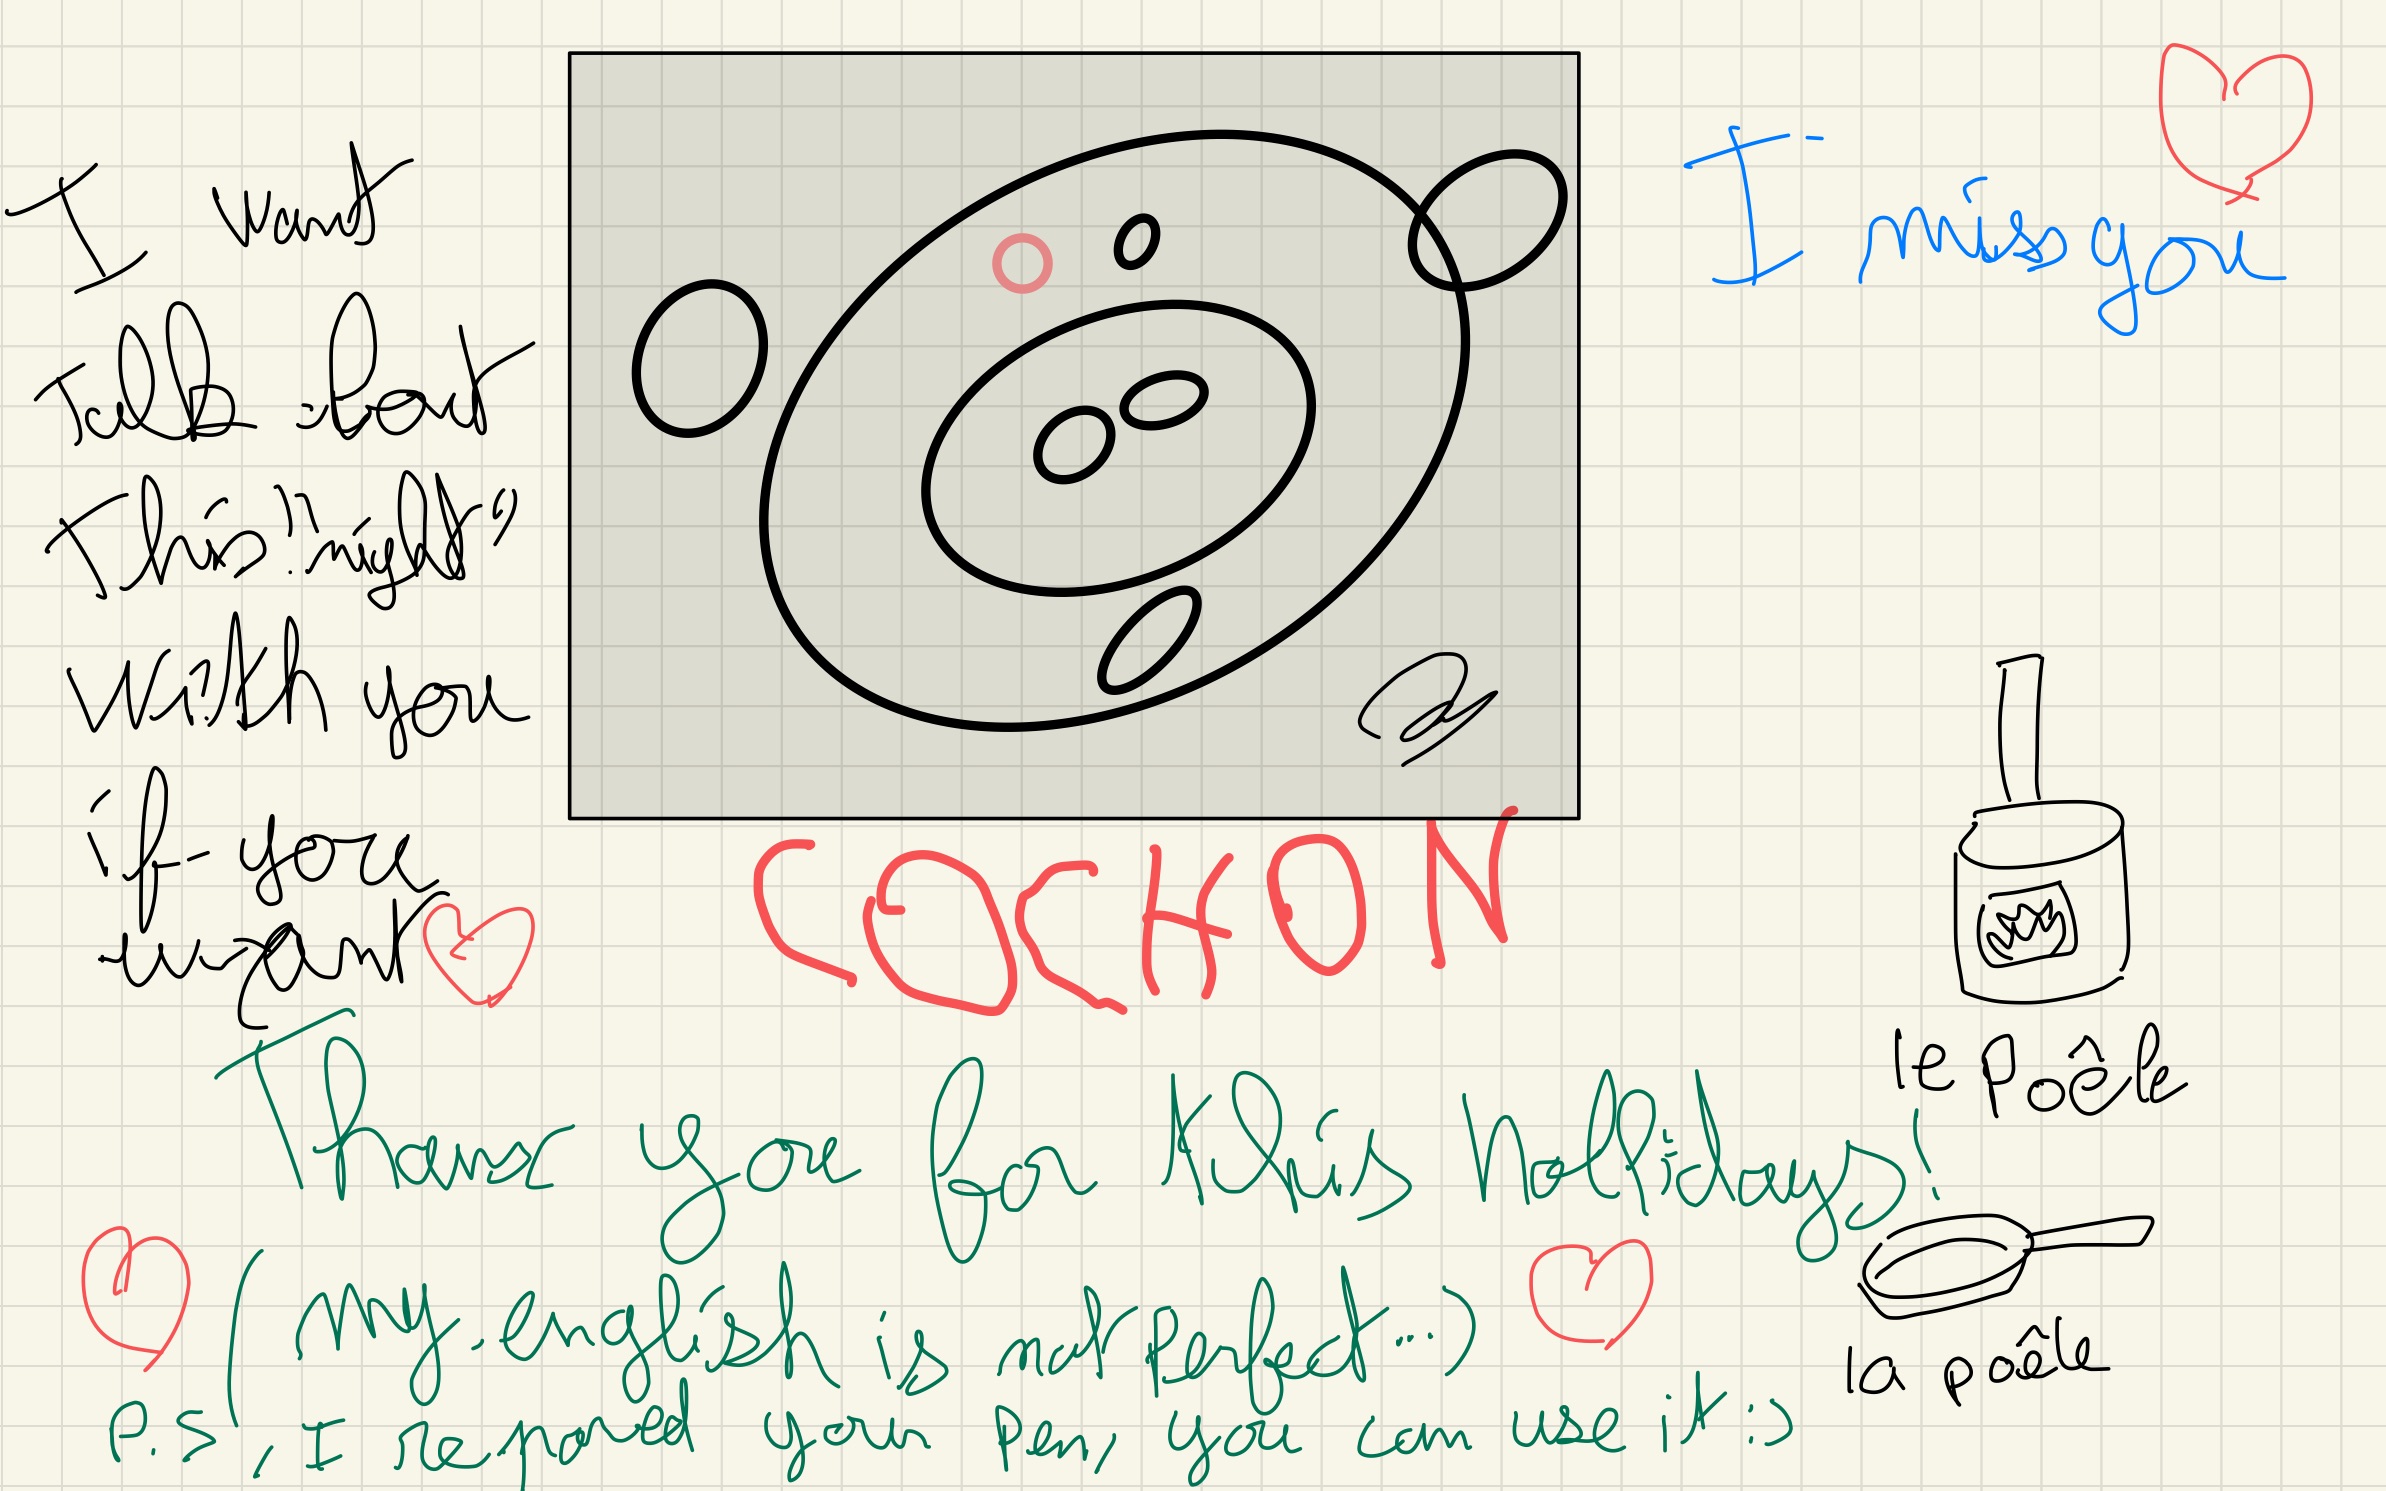 I want
Talk about
This "night"
with you
if you
want
I miss you
COCHON
le poêle
la poêle
Thank you for this holidays!
(My english is not perfect...)
P.S, I repaired your Pen, you can use it :)